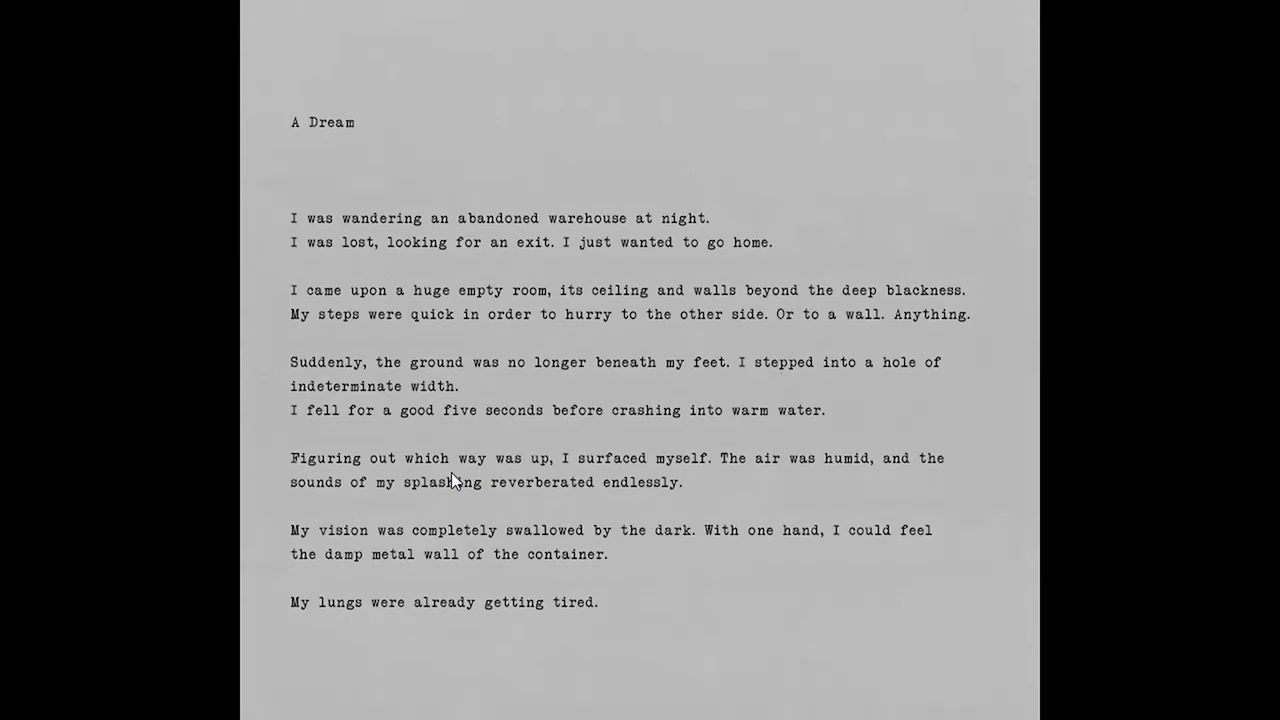 A Dream
I was wandering an abandoned warehouse at night.
I was lost, looking for an exit. I just wanted to go home.
I came upon a huge empty room, its ceiling and walls beyond the deep blackness.
My steps were quick in order to hurry to the other side. Or to a wall. Anything.
Suddenly, the ground was no longer beneath my feet. I stepped into a hole of
indeterminate width.
I fell for a good five seconds before crashing into warm water.
Figuring out which way was up, I surfaced myself. The air was humid, and the
sounds of my splashing reverberated endlessly.
My vision was completely swallowed by the dark. With one hand, I could feel
the damp metal wall of the container.
My lungs were already getting tired.